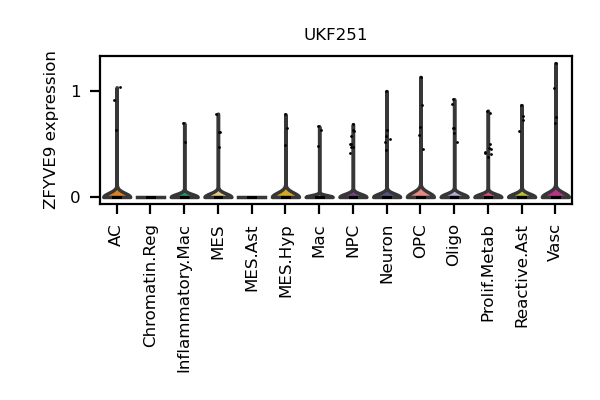 UKF251
ZFYVE9 expression
1
0
AC
Chromatin.Reg
Inflammatory.Mac
MES
MES.Ast
MES.Hyp
Mac
NPC
Neuron
OPC
Oligo
Prolif.Metab
Reactive.Ast
Vasc